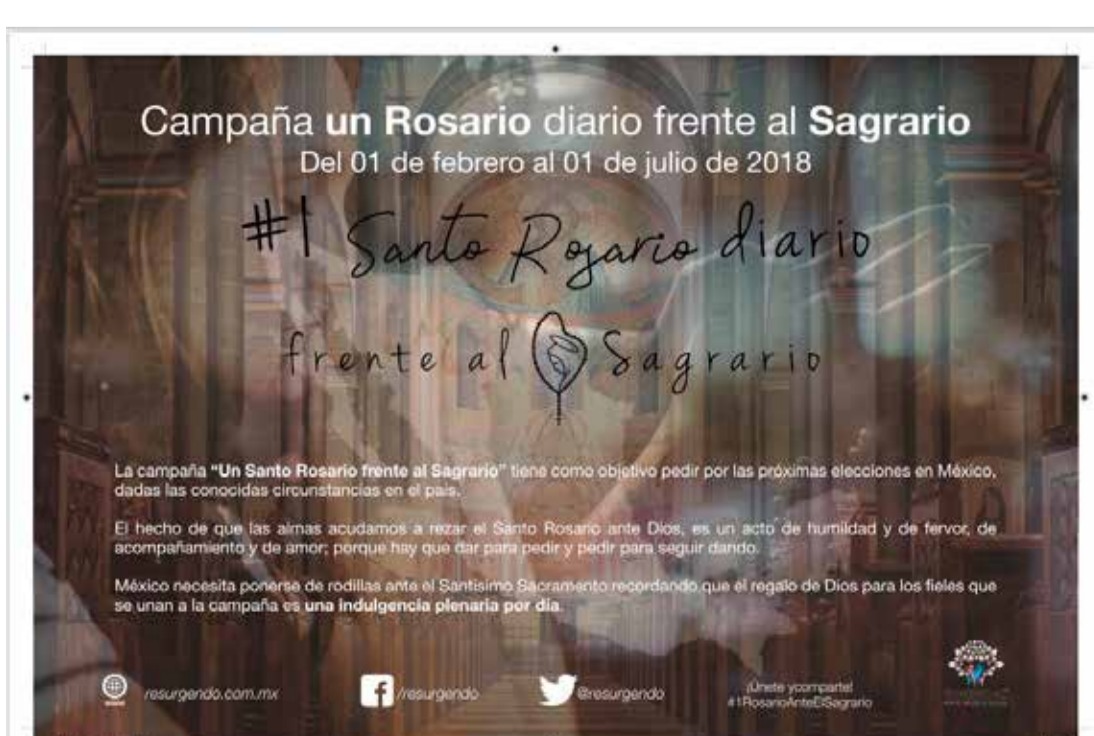 Campaña un Rosario diario frente al Sagrario
Del 01 de febrero al 01 de julio de 2018
#1 Santo Rosario diario
frente al Sagrario
La campaña “Un Santo Rosario frente al Sagrario” tiene como objetivo pedir por las próximas elecciones en México,
dadas las conocidas circunstancias en el país.
El hecho de que las almas acudamos a rezar el Santo Rosario ante Dios, es un acto de humildad y de fervor, de
acompañamiento y de amor; porque hay que dar para pedir y pedir para seguir dando.
México necesita ponerse de rodillas ante el Santísimo Sacramento recordando que el regalo de Dios para los fieles que
se unan a la campaña es una indulgencia plenaria por día.
resurgendo.com.mx
/resurgendo
@resurgendo
¡Únete ycomparte!
#1RosarioAnteElSagrario